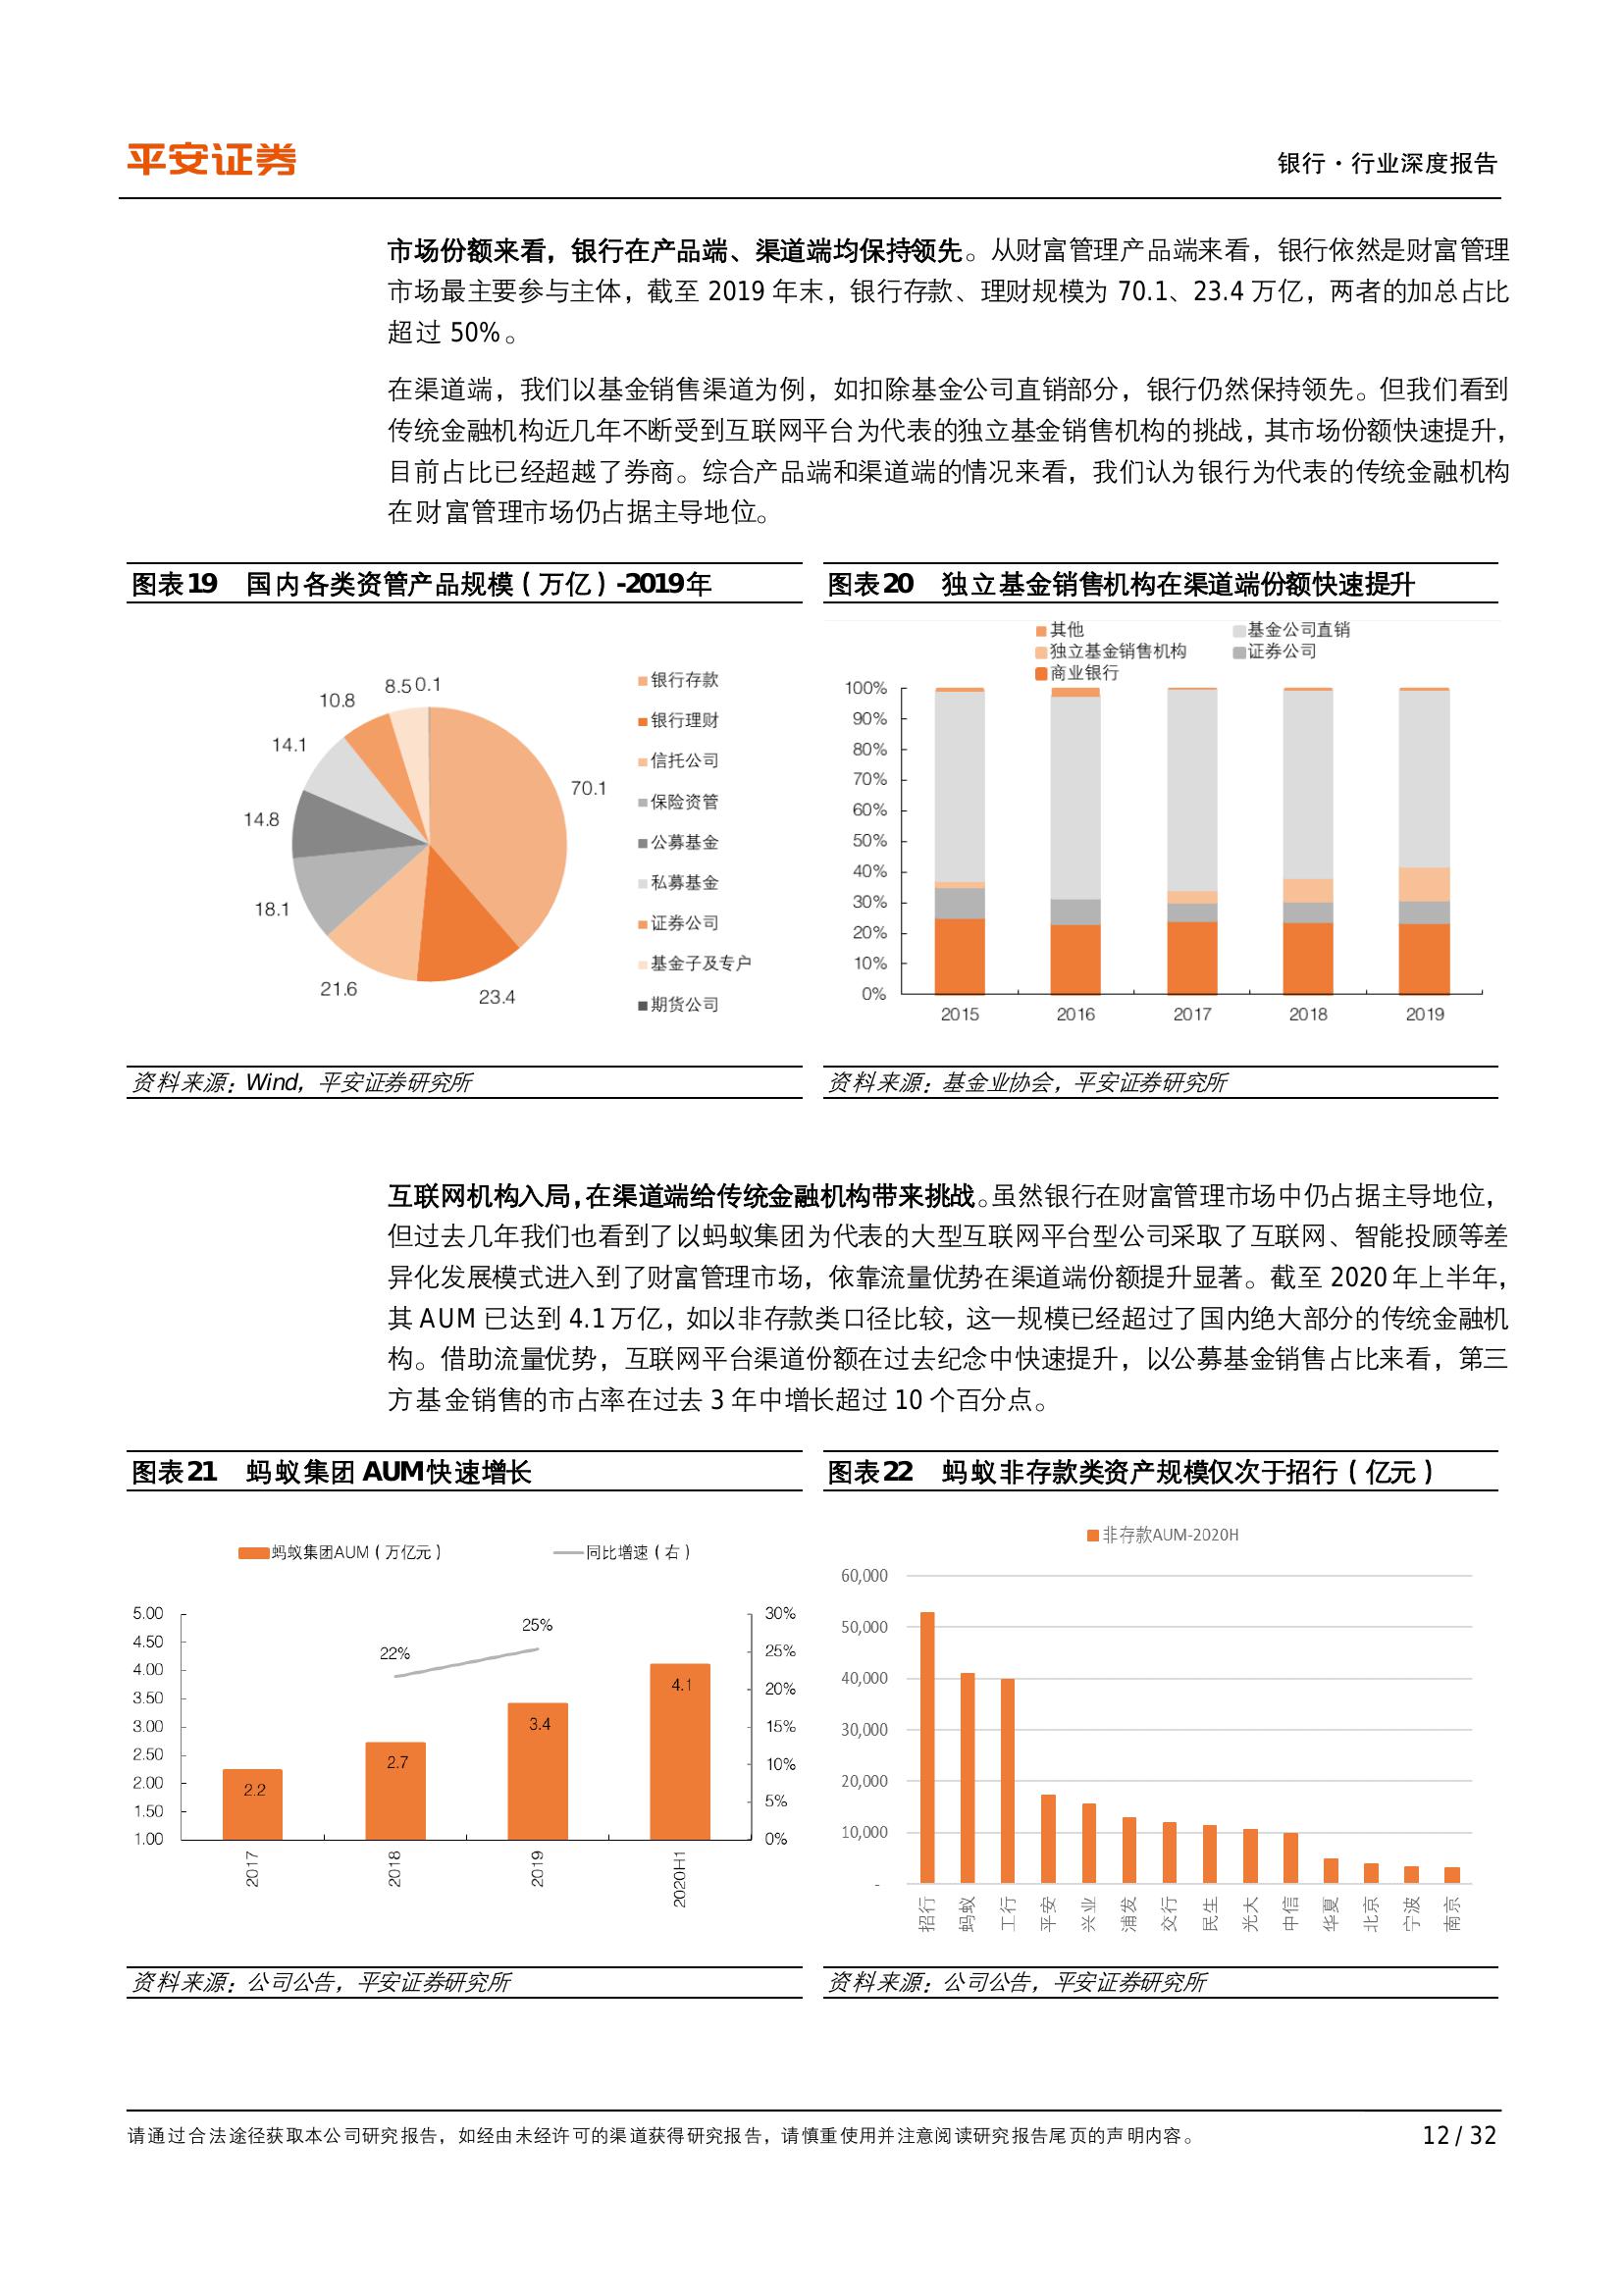 平安证券
银行·行业深度报告
市场份额来看，银行在产品端、渠道端均保持领先。从财富管理产品端来看，银行依然是财富管理
市场最主要参与主体，截至 2019 年末，银行存款、理财规模为 70.1、23.4 万亿，两者的加总占比
超过 50%。
在渠道端，我们以基金销售渠道为例，如扣除基金公司直销部分，银行仍然保持领先。但我们看到
传统金融机构近几年不断受到互联网平台为代表的独立基金销售机构的挑战，其市场份额快速提升，
目前占比已经超越了券商。综合产品端和渠道端的情况来看，我们认为银行为代表的传统金融机构
在财富管理市场仍占据主导地位。
图表19 国内各类资管产品规模（万亿）-2019年
70.1
23.4
21.6
18.1
14.8
14.1
10.8
8.5
0.1
银行存款
银行理财
信托公司
保险资管
公募基金
私募基金
证券公司
基金子及专户
期货公司
资料来源：Wind，平安证券研究所
图表20 独立基金销售机构在渠道端份额快速提升
其他 基金公司直销
独立基金销售机构 证券公司
商业银行
100%
90%
80%
70%
60%
50%
40%
30%
20%
10%
0%
2015 2016 2017 2018 2019
资料来源：基金业协会，平安证券研究所
互联网机构入局，在渠道端给传统金融机构带来挑战。虽然银行在财富管理市场中仍占据主导地位，
但过去几年我们也看到了以蚂蚁集团为代表的大型互联网平台型公司采取了互联网、智能投顾等差
异化发展模式进入到了财富管理市场，依靠流量优势在渠道端份额提升显著。截至 2020 年上半年，
其 AUM 已达到 4.1 万亿，如以非存款类口径比较，这一规模已经超过了国内绝大部分的传统金融机
构。借助流量优势，互联网平台渠道份额在过去纪念中快速提升，以公募基金销售占比来看，第三
方基金销售的市占率在过去 3 年中增长超过 10 个百分点。
图表21 蚂蚁集团 AUM快速增长
蚂蚁集团AUM（万亿元） 同比增速（右）
5.00
4.50
4.00
3.50
3.00
2.50
2.00
1.50
1.00
30%
25%
20%
15%
10%
5%
0%
22%
25%
2.2
2.7
3.4
4.1
2017 2018 2019 2020H1
资料来源：公司公告，平安证券研究所
图表22 蚂蚁非存款类资产规模仅次于招行（亿元）
非存款AUM-2020H
60,000
50,000
40,000
30,000
20,000
10,000
-
招行 蚂蚁 工行 平安 兴业 浦发 交行 民生 光大 中信 华夏 北京 宁波 南京
资料来源：公司公告，平安证券研究所
请通过合法途径获取本公司研究报告，如经由未经许可的渠道获得研究报告，请慎重使用并注意阅读研究报告尾页的声明内容。
12 / 32